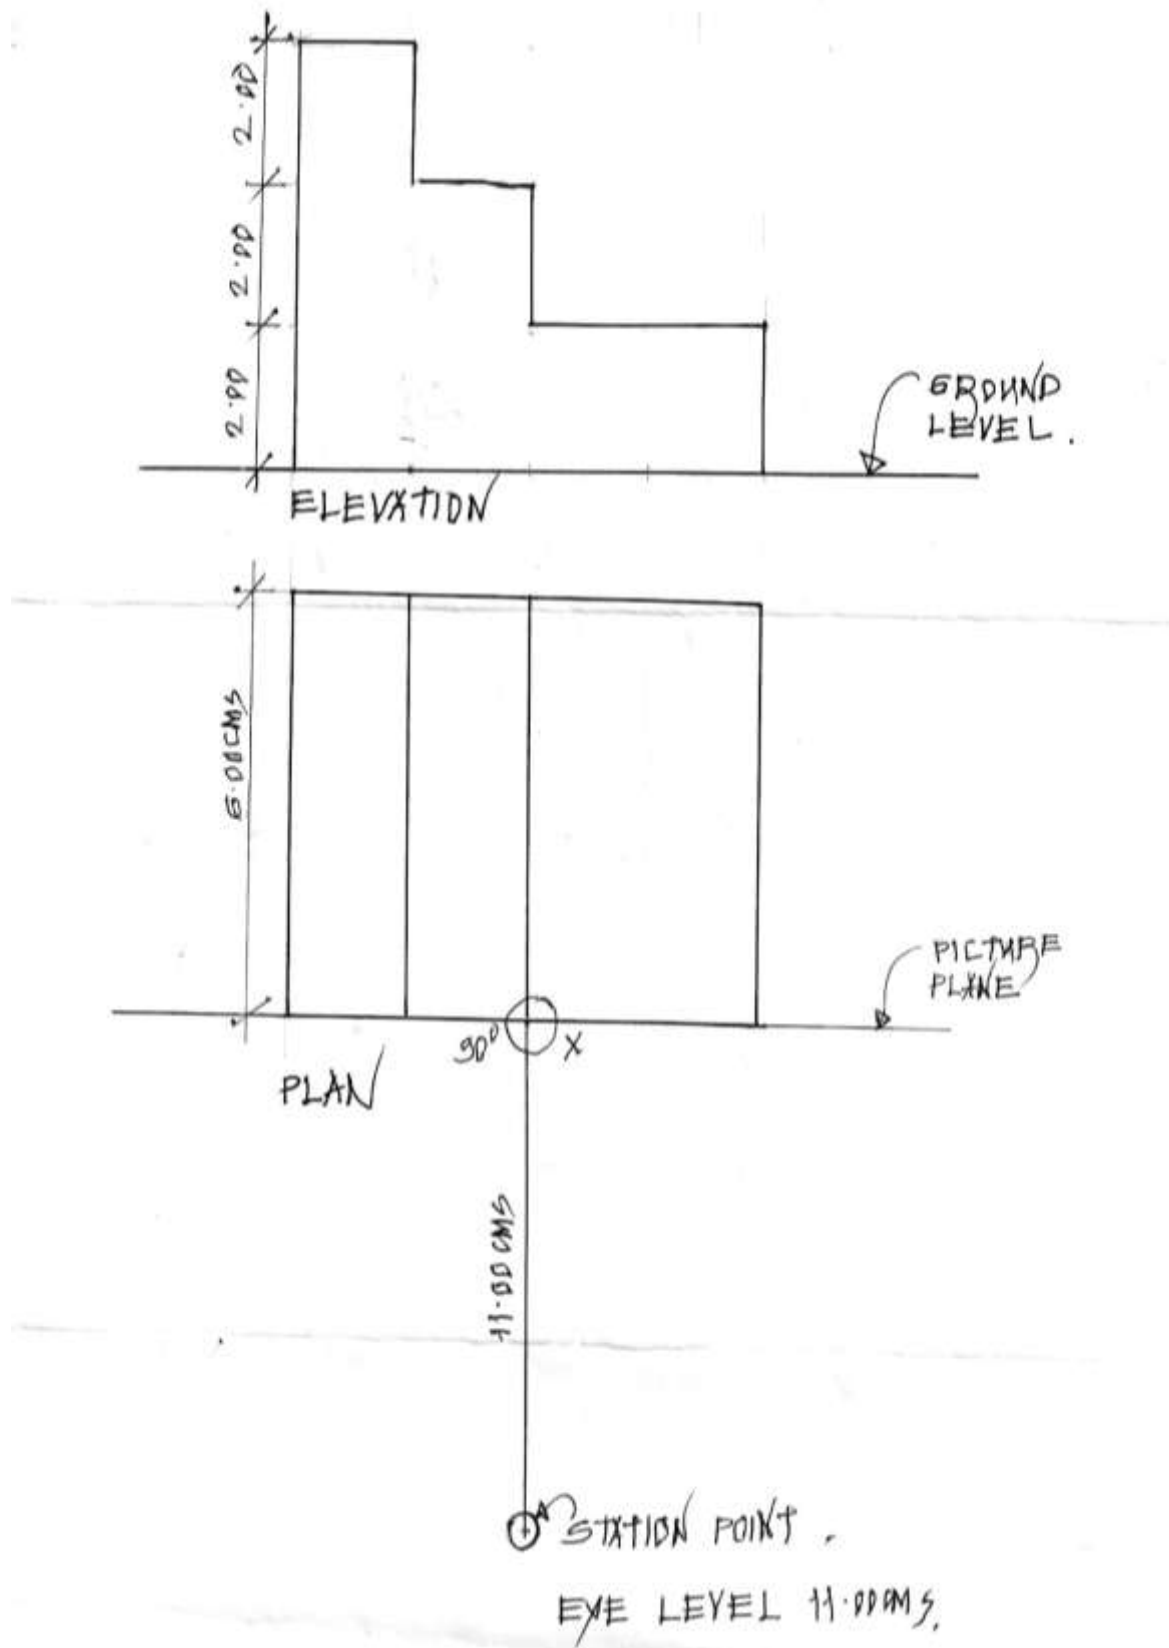 2.00
2.00
2.00
GROUND
LEVEL.
ELEVATION
6.00CMS
PICTURE
PLANE
90°
X
PLAN
11.00CMS
STATION POINT.
EYE LEVEL 11.00CMS.